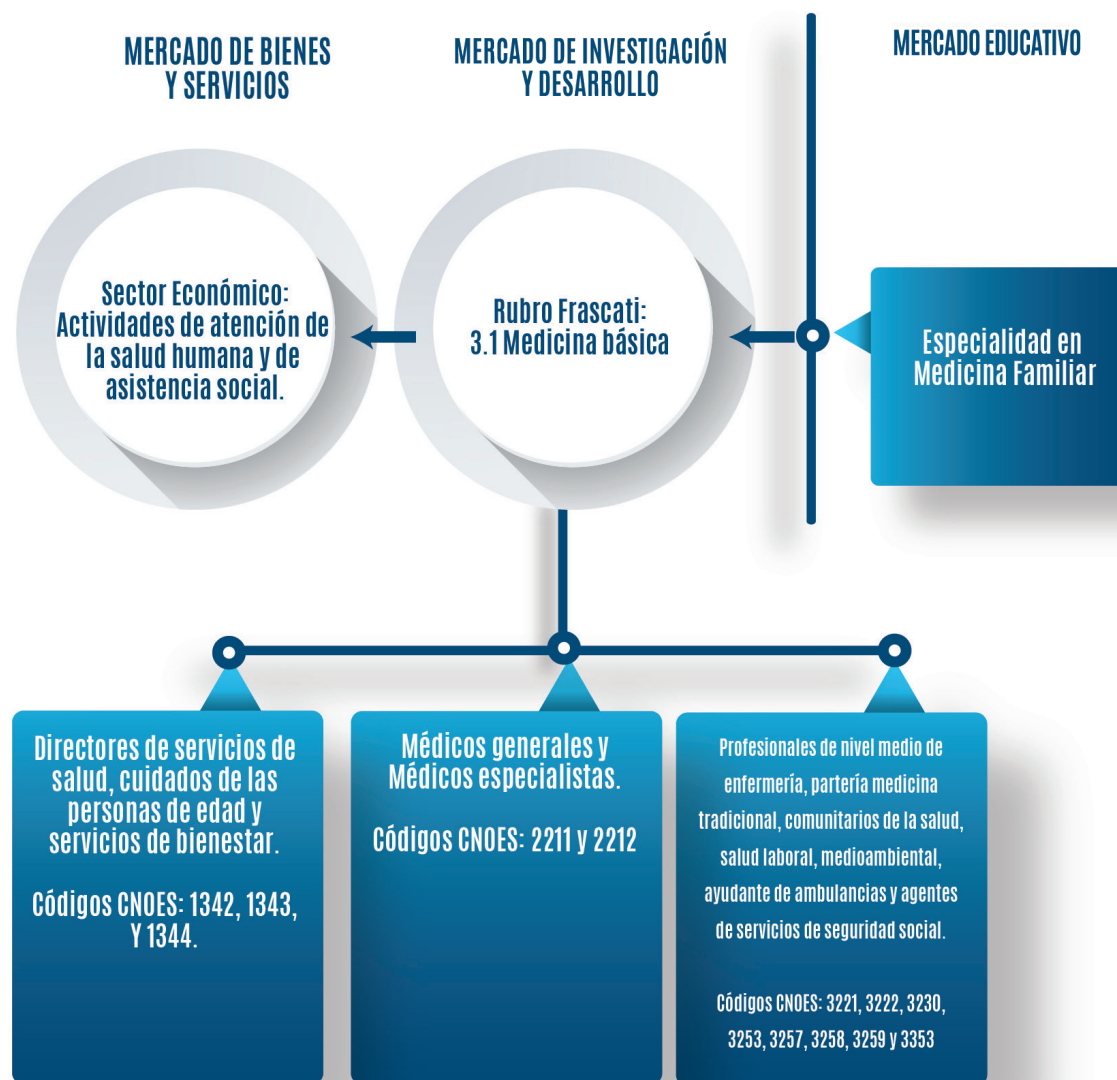 MERCADO DE BIENES
Y SERVICIOS
MERCADO DE INVESTIGACIÓN
Y DESARROLLO
MERCADO EDUCATIVO
Sector Económico:
Actividades de atención de
la salud humana y de
asistencia social.
Rubro Frascati:
3.1 Medicina básica
Especialidad en
Medicina Familiar
Directores de servicios de
salud, cuidados de las
personas de edad y
servicios de bienestar.
Códigos CNOES: 1342, 1343,
Y 1344.
Médicos generales y
Médicos especialistas.
Códigos CNOES: 2211 y 2212
Profesionales de nivel medio de
enfermería, partería medicina
tradicional, comunitarios de la salud,
salud laboral, medioambiental,
ayudante de ambulancias y agentes
de servicios de seguridad social.
Códigos CNOES: 3221, 3222, 3230,
3253, 3257, 3258, 3259 y 3353